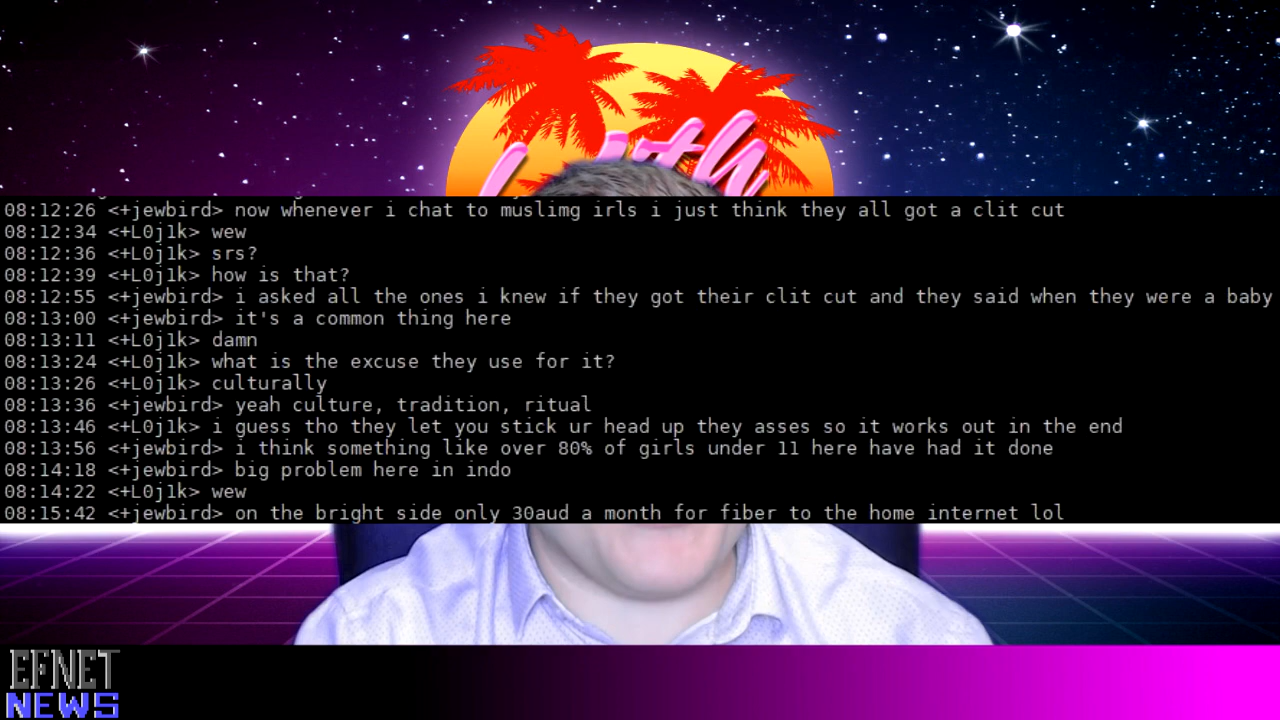 08:12:26 <+jewbird> now whenever i chat to muslimg irls i just think they all got a clit cut
08:12:34 <+L0j1k> wew
08:12:36 <+L0j1k> srs?
08:12:39 <+L0j1k> how is that?
08:12:55 <+jewbird> i asked all the ones i knew if they got their clit cut and they said when they were a baby
08:13:00 <+jewbird> it's a common thing here
08:13:11 <+L0j1k> damn
08:13:24 <+L0j1k> what is the excuse they use for it?
08:13:26 <+L0j1k> culturally
08:13:36 <+jewbird> yeah culture, tradition, ritual
08:13:46 <+L0j1k> i guess tho they let you stick ur head up they asses so it works out in the end
08:13:56 <+jewbird> i think something like over 80% of girls under 11 here have had it done
08:14:18 <+jewbird> big problem here in indo
08:14:22 <+L0j1k> wew
08:15:42 <+jewbird> on the bright side only 30aud a month for fiber to the home internet lol
EFNET
NEWS